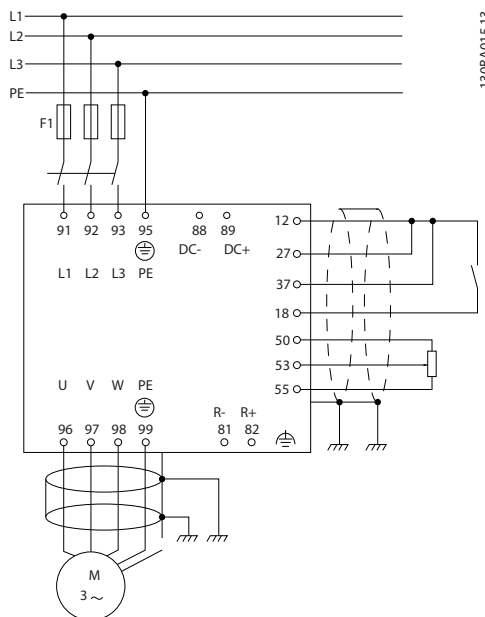 L1
L2
L3
PE
F1
91 92 93 95 88 89
DC- DC+
L1 L2 L3 PE
12
27
37
18
50
53
55
U V W PE
R- R+
96 97 98 99 81 82
M
3 ~
130BA015.13